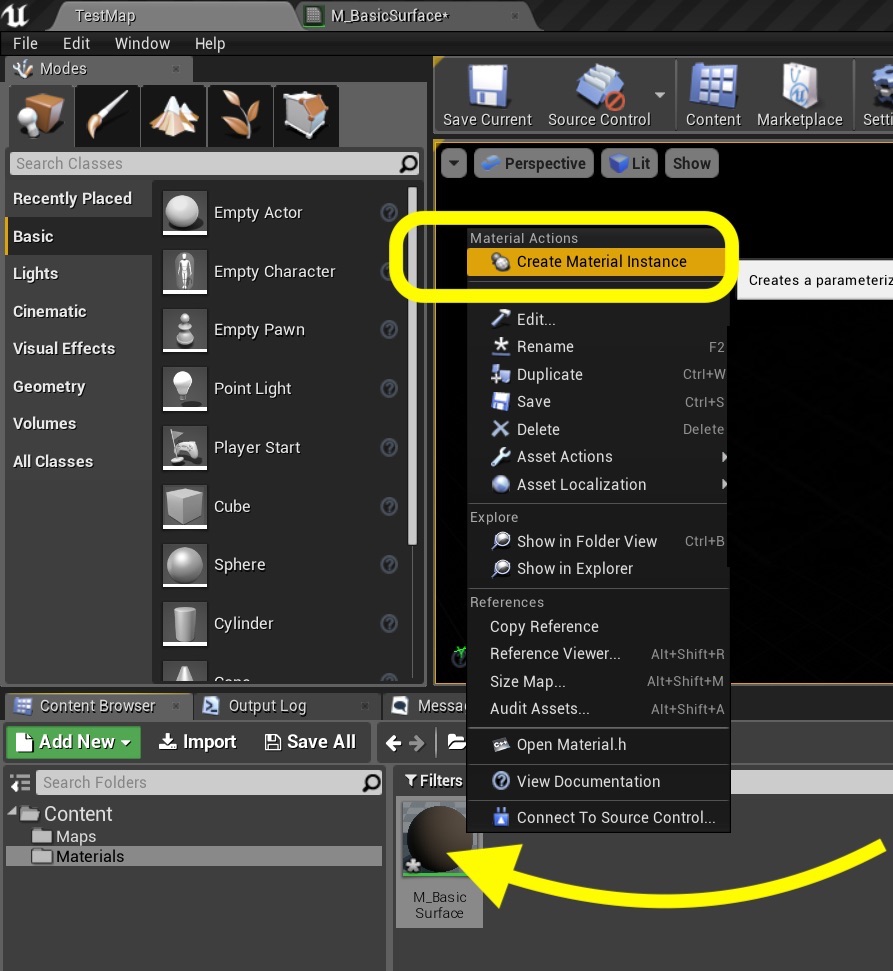 TestMap
M_BasicSurface*
File Edit Window Help
Modes
Save Current
Source Control
Content
Marketplace
Search Classes
Recently Placed
Basic
Lights
Cinematic
Visual Effects
Geometry
Volumes
All Classes
Empty Actor
Empty Character
Empty Pawn
Point Light
Player Start
Cube
Sphere
Cylinder
Perspective
Lit
Show
Material Actions
Create Material Instance
Creates a
Edit...
Rename F2
Duplicate Ctrl+W
Save Ctrl+S
Delete Delete
Asset Actions
Asset Localization
Explore
Show in Folder View Ctrl+B
Show in Explorer
References
Copy Reference
Reference Viewer... Alt+Shift+R
Size Map... Alt+Shift+M
Audit Assets... Alt+Shift+A
Open Material.h
View Documentation
Connect To Source Control...
Content Browser
Output Log
Add New
Import
Save All
Search Folders
Filters
Content
Maps
Materials
M_Basic
Surface